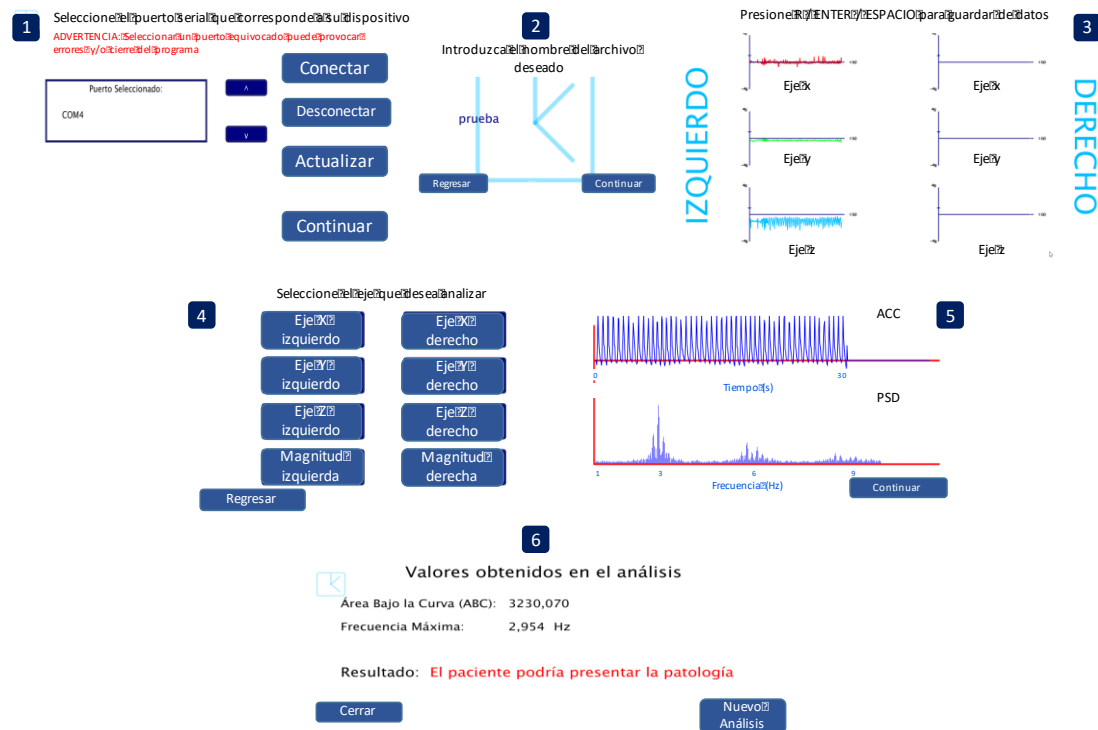 1
Seleccione el puerto serial que corresponde a su dispositivo
ADVERTENCIA: Seleccionar un puerto equivocado puede provocar
errores y/o cierre del programa
Puerto Seleccionado:
COM4
^
v
Conectar
Desconectar
Actualizar
Continuar
2
Introduzca el nombre del archivo
deseado
prueba
Regresar
Continuar
3
Presione R / ENTER / ESPACIO para guardar de datos
IZQUIERDO
Eje x
Eje y
Eje z
Eje x
Eje y
Eje z
DERECHO
4
Seleccione el eje que desea analizar
Eje X
izquierdo
Eje X
derecho
Eje Y
izquierdo
Eje Y
derecho
Eje Z
izquierdo
Eje Z
derecho
Magnitud
izquierda
Magnitud
derecha
Regresar
5
ACC
0
30
Tiempo (s)
PSD
1 3 6 9
Frecuencia (Hz)
Continuar
6
Valores obtenidos en el análisis
Área Bajo la Curva (ABC): 3230,070
Frecuencia Máxima: 2,954 Hz
Resultado: El paciente podría presentar la patología
Cerrar
Nuevo
Análisis